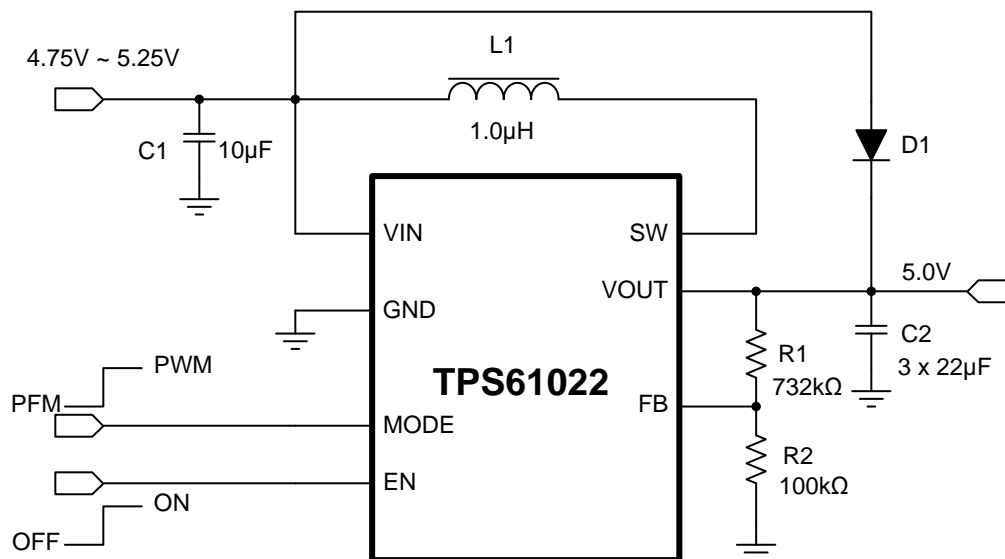 4.75V ~ 5.25V
L1
1.0µH
C1
10µF
D1
VIN
SW
VOUT
5.0V
GND
C2
3 x 22µF
R1
732kΩ
TPS61022
PWM
PFM
FB
MODE
R2
100kΩ
EN
ON
OFF